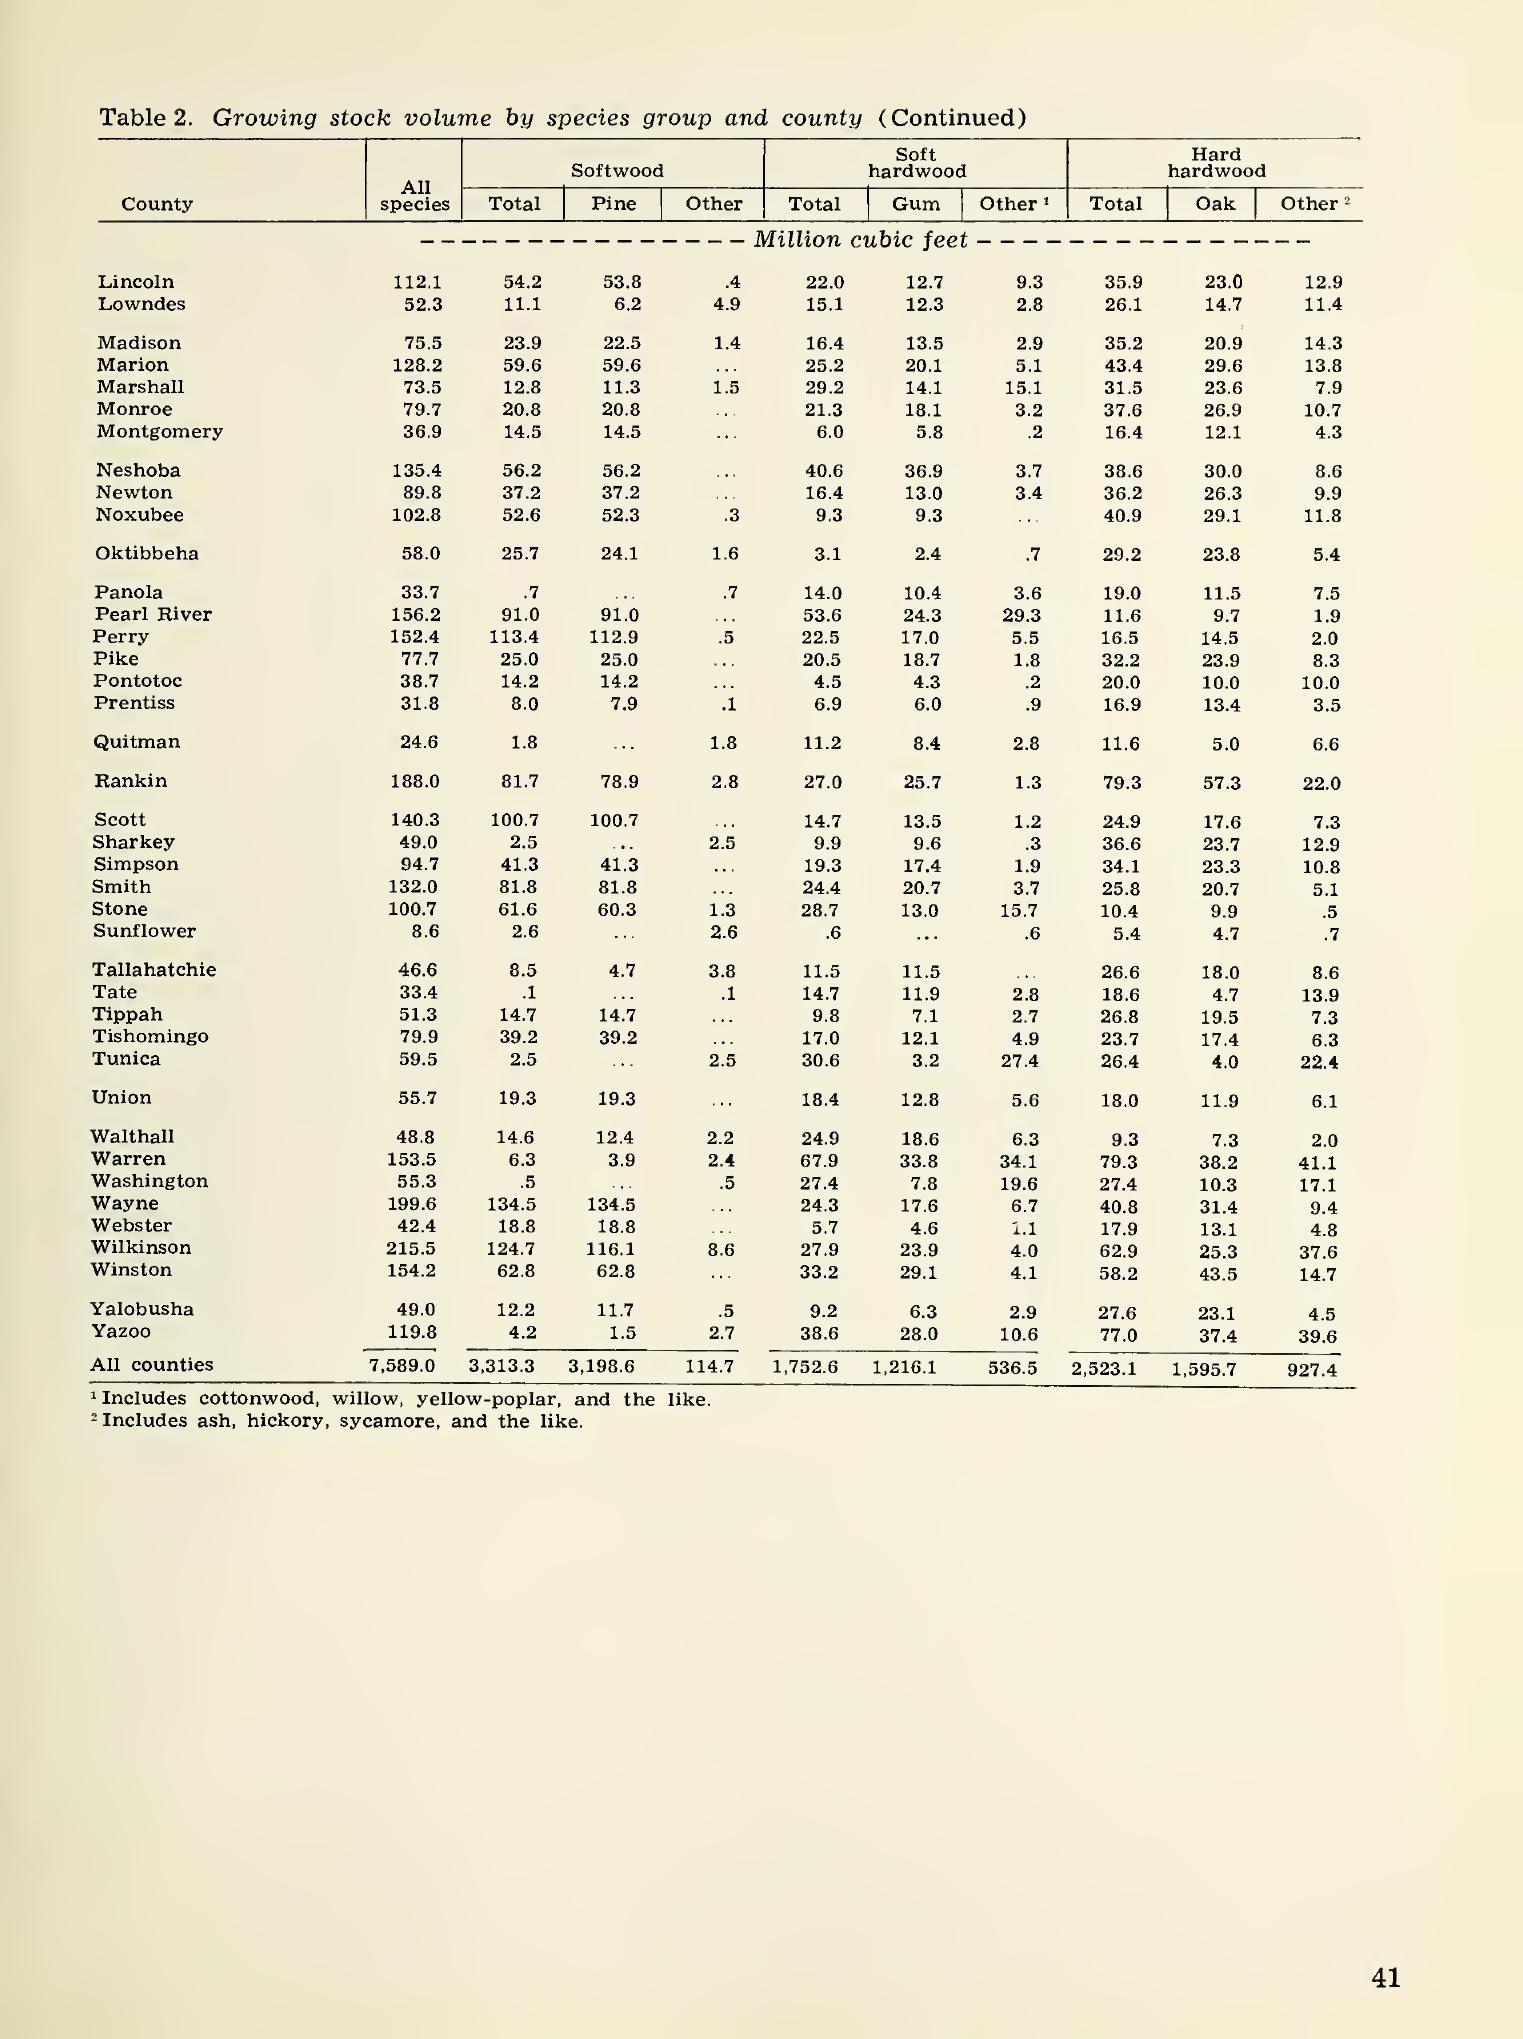 Table 2. Growing stock volume by species group and county (Continued)
County All species Softwood Soft hardwood Hard hardwood
Total Pine Other Total Gum Other ¹ Total Oak Other ²
Million cubic feet
Lincoln 112.1 54.2 53.8 .4 22.0 12.7 9.3 35.9 23.0 12.9
Lowndes 52.3 11.1 6.2 4.9 15.1 12.3 2.8 26.1 14.7 11.4
Madison 75.5 23.9 22.5 1.4 16.4 13.5 2.9 35.2 20.9 14.3
Marion 128.2 59.6 59.6 ... 25.2 20.1 5.1 43.4 29.6 13.8
Marshall 73.5 12.8 11.3 1.5 29.2 14.1 15.1 31.5 23.6 7.9
Monroe 79.7 20.8 20.8 ... 21.3 18.1 3.2 37.6 26.9 10.7
Montgomery 36.9 14.5 14.5 ... 6.0 5.8 .2 16.4 12.1 4.3
Neshoba 135.4 56.2 56.2 ... 40.6 36.9 3.7 38.6 30.0 8.6
Newton 89.8 37.2 37.2 ... 16.4 13.0 3.4 36.2 26.3 9.9
Noxubee 102.8 52.6 52.3 .3 9.3 9.3 ... 40.9 29.1 11.8
Oktibbeha 58.0 25.7 24.1 1.6 3.1 2.4 .7 29.2 23.8 5.4
Panola 33.7 .7 ... .7 14.0 10.4 3.6 19.0 11.5 7.5
Pearl River 156.2 91.0 91.0 ... 53.6 24.3 29.3 11.6 9.7 1.9
Perry 152.4 113.4 112.9 .5 22.5 17.0 5.5 16.5 14.5 2.0
Pike 77.7 25.0 25.0 ... 20.5 18.7 1.8 32.2 23.9 8.3
Pontotoc 38.7 14.2 14.2 ... 4.5 4.3 .2 20.0 10.0 10.0
Prentiss 31.8 8.0 7.9 .1 6.9 6.0 .9 16.9 13.4 3.5
Quitman 24.6 1.8 ... 1.8 11.2 8.4 2.8 11.6 5.0 6.6
Rankin 188.0 81.7 78.9 2.8 27.0 25.7 1.3 79.3 57.3 22.0
Scott 140.3 100.7 100.7 ... 14.7 13.5 1.2 24.9 17.6 7.3
Sharkey 49.0 2.5 ... 2.5 9.9 9.6 .3 36.6 23.7 12.9
Simpson 94.7 41.3 41.3 ... 19.3 17.4 1.9 34.1 23.3 10.8
Smith 132.0 81.8 81.8 ... 24.4 20.7 3.7 25.8 20.7 5.1
Stone 100.7 61.6 60.3 1.3 28.7 13.0 15.7 10.4 9.9 .5
Sunflower 8.6 2.6 ... 2.6 .6 ... .6 5.4 4.7 .7
Tallahatchie 46.6 8.5 4.7 3.8 11.5 11.5 ... 26.6 18.0 8.6
Tate 33.4 .1 ... .1 14.7 11.9 2.8 18.6 4.7 13.9
Tippah 51.3 14.7 14.7 ... 9.8 7.1 2.7 26.8 19.5 7.3
Tishomingo 79.9 39.2 39.2 ... 17.0 12.1 4.9 23.7 17.4 6.3
Tunica 59.5 2.5 ... 2.5 30.6 3.2 27.4 26.4 4.0 22.4
Union 55.7 19.3 19.3 ... 18.4 12.8 5.6 18.0 11.9 6.1
Walthall 48.8 14.6 12.4 2.2 24.9 18.6 6.3 9.3 7.3 2.0
Warren 153.5 6.3 3.9 2.4 67.9 33.8 34.1 79.3 38.2 41.1
Washington 55.3 .5 ... .5 27.4 7.8 19.6 27.4 10.3 17.1
Wayne 199.6 134.5 134.5 ... 24.3 17.6 6.7 40.8 31.4 9.4
Webster 42.4 18.8 18.8 ... 5.7 4.6 1.1 17.9 13.1 4.8
Wilkinson 215.5 124.7 116.1 8.6 27.9 23.9 4.0 62.9 25.3 37.6
Winston 154.2 62.8 62.8 ... 33.2 29.1 4.1 58.2 43.5 14.7
Yalobusha 49.0 12.2 11.7 .5 9.2 6.3 2.9 27.6 23.1 4.5
Yazoo 119.8 4.2 1.5 2.7 38.6 28.0 10.6 77.0 37.4 39.6
All counties 7,589.0 3,313.3 3,198.6 114.7 1,752.6 1,216.1 536.5 2,523.1 1,595.7 927.4
¹ Includes cottonwood, willow, yellow-poplar, and the like.
² Includes ash, hickory, sycamore, and the like.
41